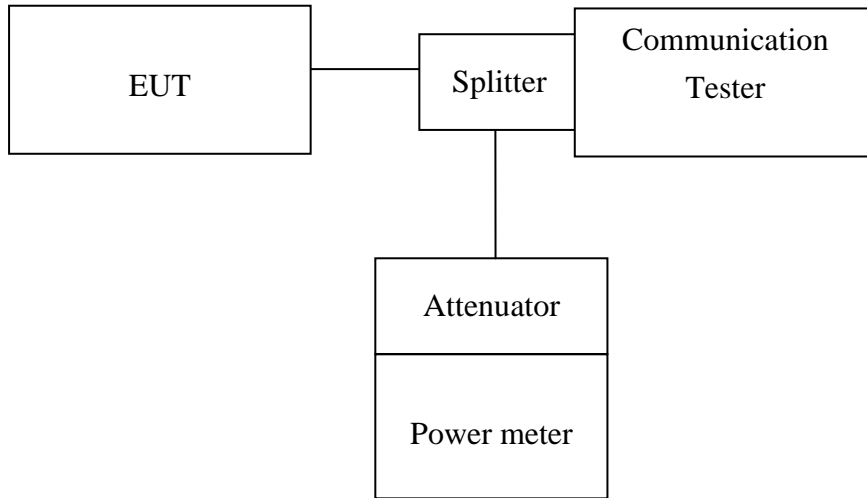 EUT
Splitter
Communication
Tester
Attenuator
Power meter